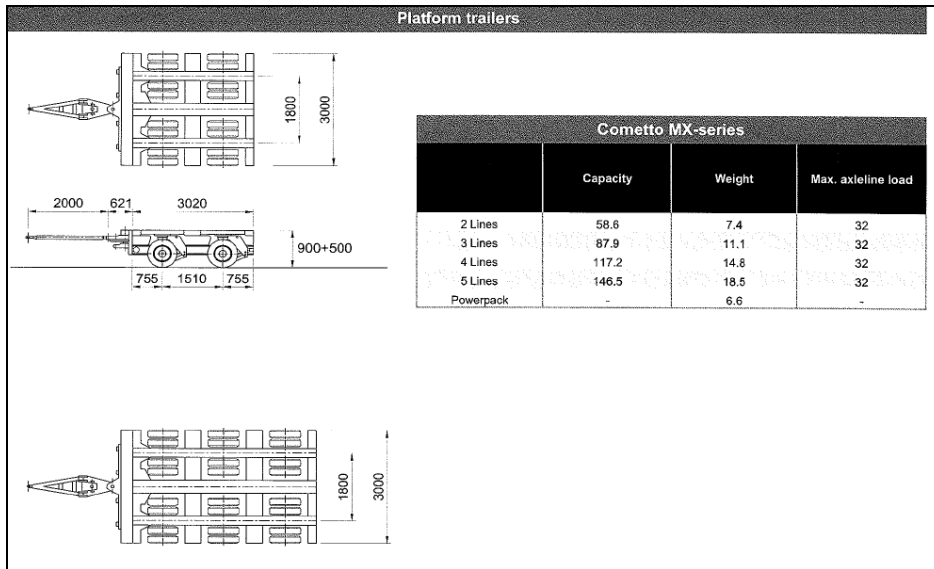 Platform trailers
1800
3000
2000 621 3020
900+500
755 1510 755
Cometto MX-series
Capacity Weight Max. axleline load
2 Lines 58.6 7.4 32
3 Lines 87.9 11.1 32
4 Lines 117.2 14.8 32
5 Lines 146.5 18.5 32
Powerpack - 6.6 -
1800
3000